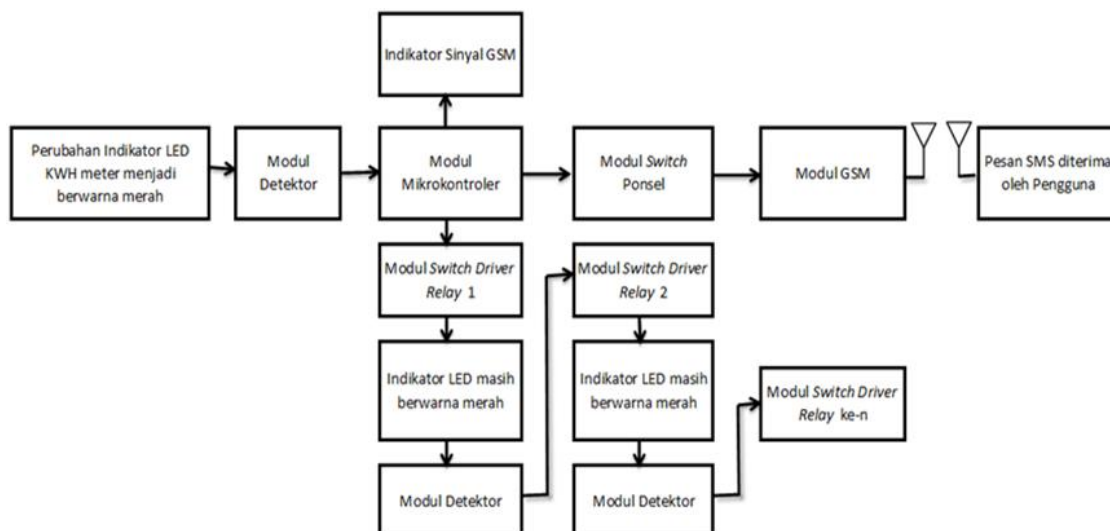 Indikator Sinyal GSM
Perubahan Indikator LED
KWH meter menjadi
berwarna merah
Modul
Detektor
Modul
Mikrokontroler
Modul Switch
Ponsel
Modul GSM
Pesan SMS diterima
oleh Pengguna
Modul Switch Driver
Relay 1
Modul Switch Driver
Relay 2
Indikator LED masih
berwarna merah
Indikator LED masih
berwarna merah
Modul Switch Driver
Relay ke-n
Modul Detektor
Modul Detektor